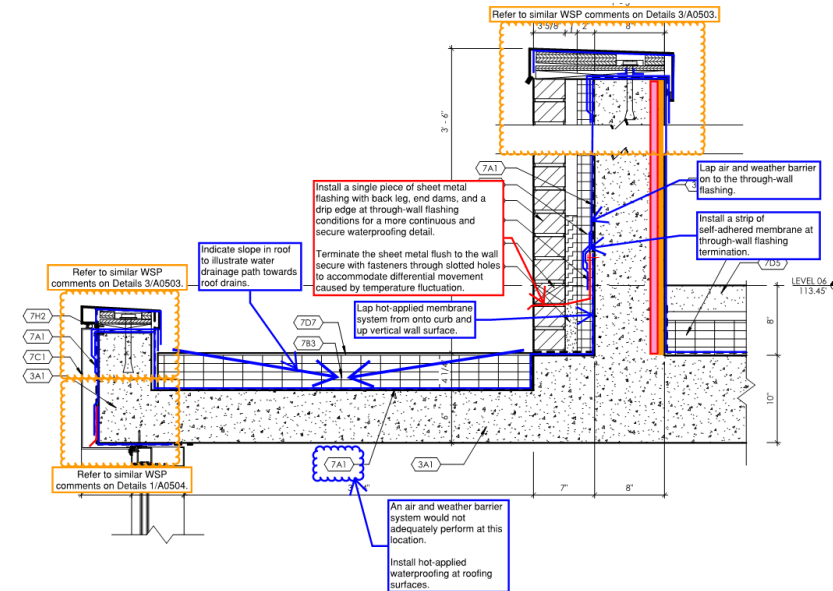 Refer to similar WSP comments on Details 3/A0503.
3 5/8"
2"
8"
3' - 6"
7A1
Lap air and weather barrier
on to the through-wall
flashing.
Install a single piece of sheet metal
flashing with back leg, end dams, and a
drip edge at through-wall flashing
conditions for a more continuous and
secure waterproofing detail.
Terminate the sheet metal flush to the wall
secure with fasteners through slotted holes
to accommodate differential movement
caused by temperature fluctuation.
Install a strip of
self-adhered membrane at
through-wall flashing
termination.
Indicate slope in roof
to illustrate water
drainage path towards
roof drains.
7D5
Refer to similar WSP
comments on Details 3/A0503.
LEVEL 06
113.45'
Lap hot-applied membrane
system from onto curb and
up vertical wall surface.
7H2
7A1
7C1
3A1
7D7
7B3
8"
10"
6"
7A1
3A1
Refer to similar WSP
comments on Details 1/A0504.
7"
8"
An air and weather barrier
system would not
adequately perform at this
location.
Install hot-applied
waterproofing at roofing
surfaces.